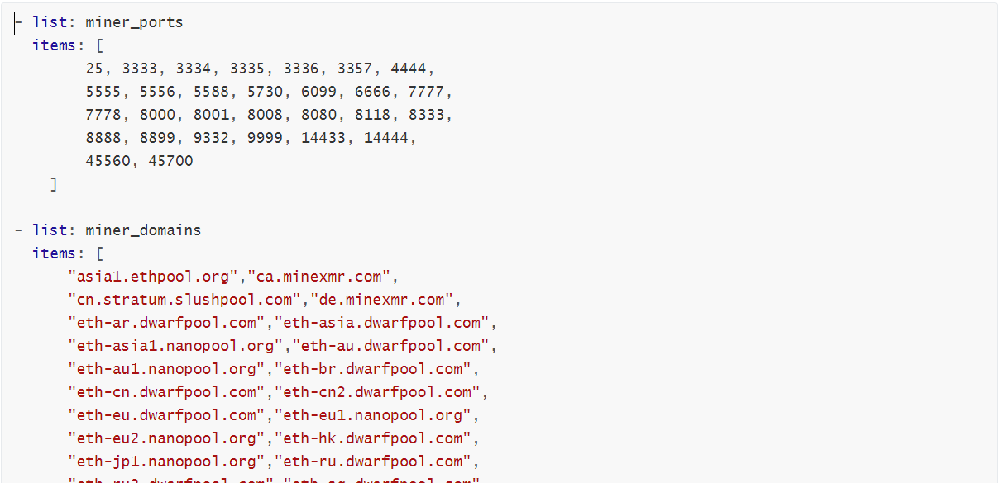 - list: miner_ports
  items: [
        25, 3333, 3334, 3335, 3336, 3357, 4444,
        5555, 5556, 5588, 5730, 6099, 6666, 7777,
        7778, 8000, 8001, 8008, 8080, 8118, 8333,
        8888, 8899, 9332, 9999, 14433, 14444,
        45560, 45700
    ]
- list: miner_domains
  items: [
      "asia1.ethpool.org","ca.minexmr.com",
      "cn.stratum.slushpool.com","de.minexmr.com",
      "eth-ar.dwarfpool.com","eth-asia.dwarfpool.com",
      "eth-asia1.nanopool.org","eth-au.dwarfpool.com",
      "eth-au1.nanopool.org","eth-br.dwarfpool.com",
      "eth-cn.dwarfpool.com","eth-cn2.dwarfpool.com",
      "eth-eu.dwarfpool.com","eth-eu1.nanopool.org",
      "eth-eu2.nanopool.org","eth-hk.dwarfpool.com",
      "eth-jp1.nanopool.org","eth-ru.dwarfpool.com",